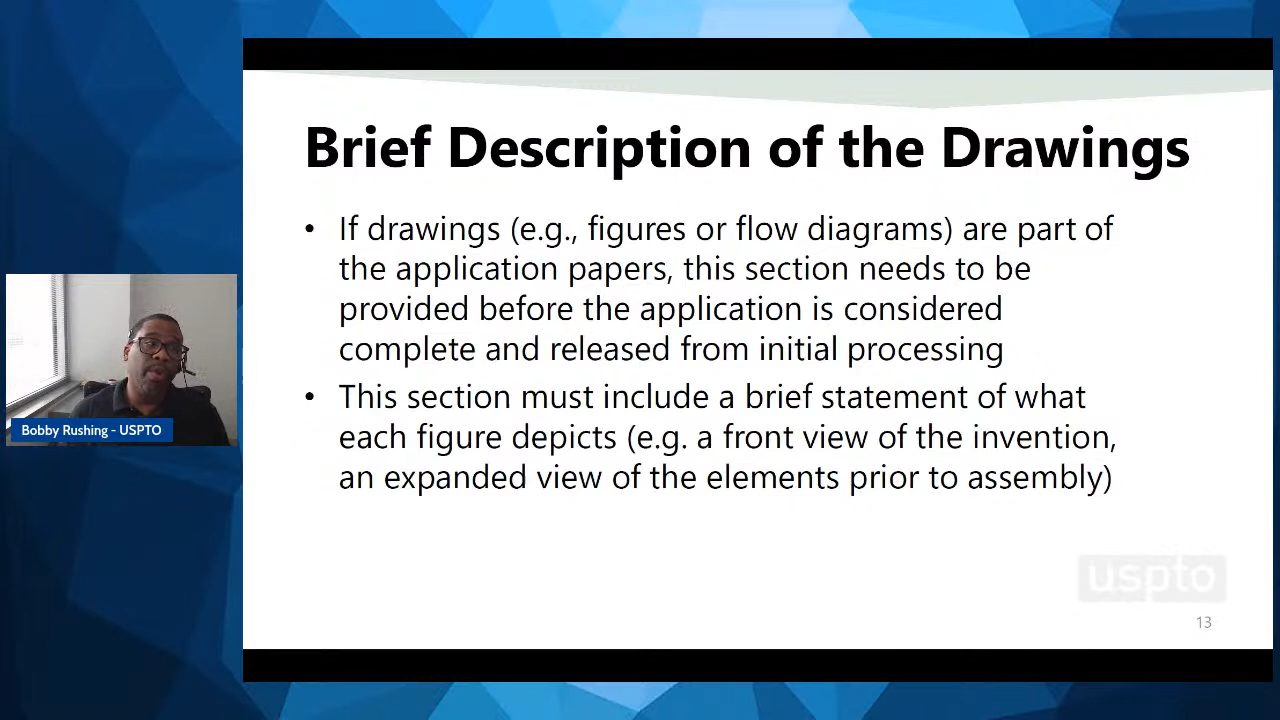 Brief Description of the Drawings
• If drawings (e.g., figures or flow diagrams) are part of
the application papers, this section needs to be
provided before the application is considered
complete and released from initial processing
• This section must include a brief statement of what
each figure depicts (e.g. a front view of the invention,
an expanded view of the elements prior to assembly)
Bobby Rushing - USPTO
uspto
13